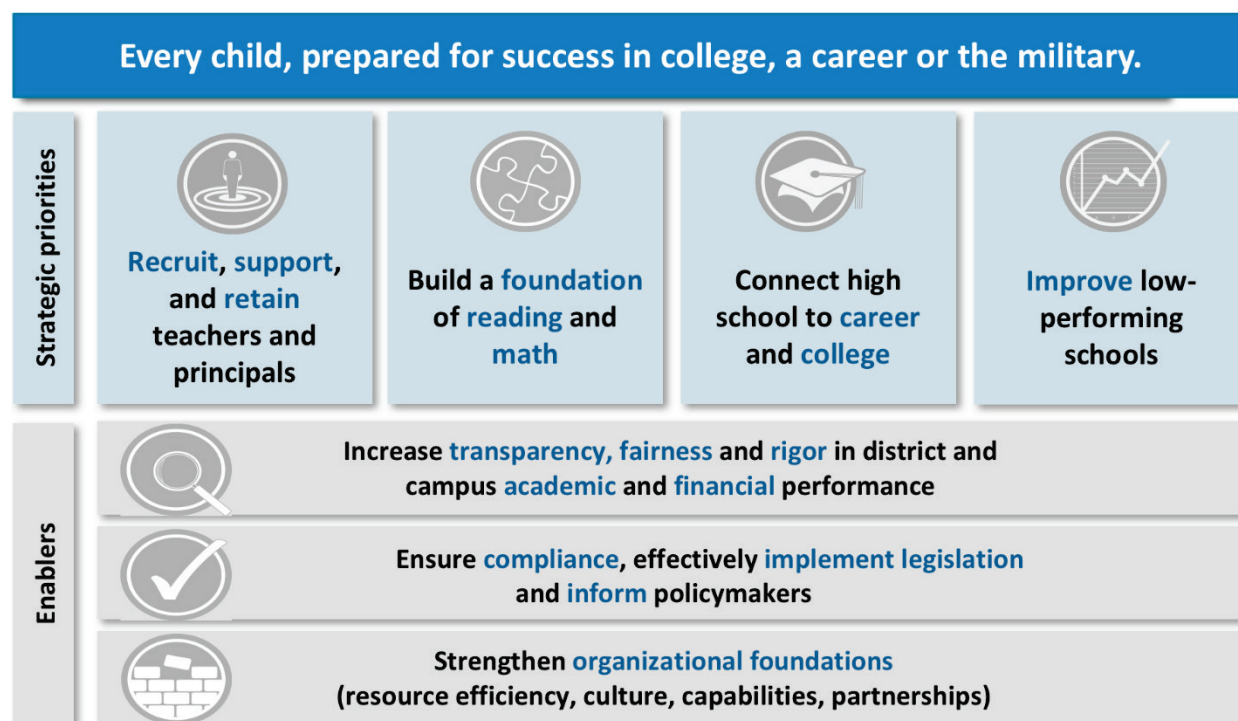 Every child, prepared for success in college, a career or the military.
Strategic priorities
Recruit, support,
and retain
teachers and
principals
Build a foundation
of reading and
math
Connect high
school to career
and college
Improve low-
performing
schools
Enablers
Increase transparency, fairness and rigor in district and
campus academic and financial performance
Ensure compliance, effectively implement legislation
and inform policymakers
Strengthen organizational foundations
(resource efficiency, culture, capabilities, partnerships)